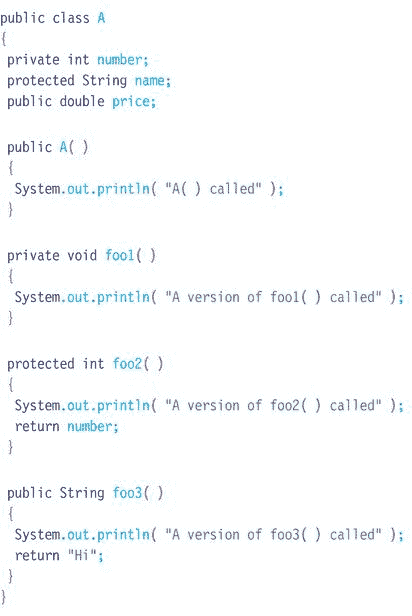 public class A
{
private int number;
protected String name;
public double price;
public A( )
{
System.out.println( "A( ) called" );
}
private void foo1( )
{
System.out.println( "A version of foo1( ) called" );
}
protected int foo2( )
{
System.out.println( "A version of foo2( ) called" );
return number;
}
public String foo3( )
{
System.out.println( "A version of foo3( ) called" );
return "Hi";
}
}